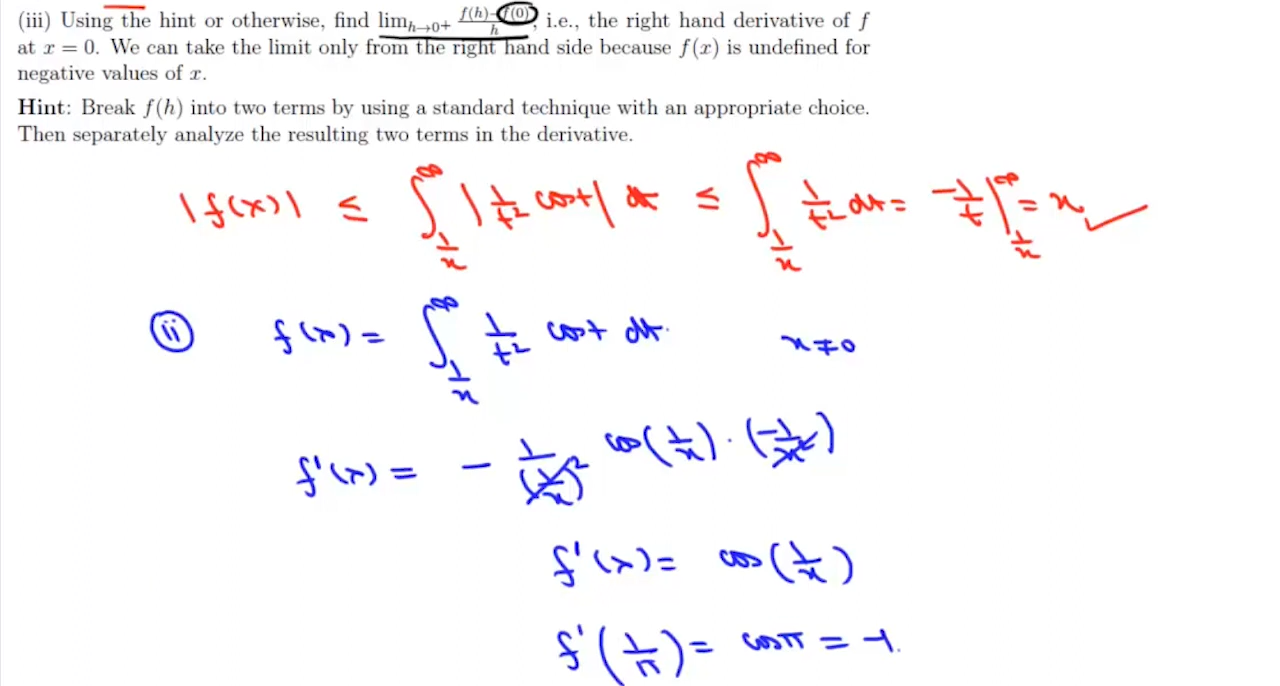 (iii) Using the hint or otherwise, find lim_{h→0+} \frac{f(h)-f(0)}{h}, i.e., the right hand derivative of f
at x = 0. We can take the limit only from the right hand side because f(x) is undefined for
negative values of x.
Hint: Break f(h) into two terms by using a standard technique with an appropriate choice.
Then separately analyze the resulting two terms in the derivative.
|f(x)| ≤ ∫_{1/x}^{∞} |1/t² cost| dt ≤ ∫_{1/x}^{∞} 1/t² dt = -1/t |_{1/x}^{∞} = x ✓
(ii) f(x) = ∫_{1/x}^{∞} 1/t² cost dt. x ≠ 0
f'(x) = - 1/(1/x)² cos(1/x) · (-1/x²)
f'(x) = cos(1/x)
f'(1/π) = cosπ = -1.